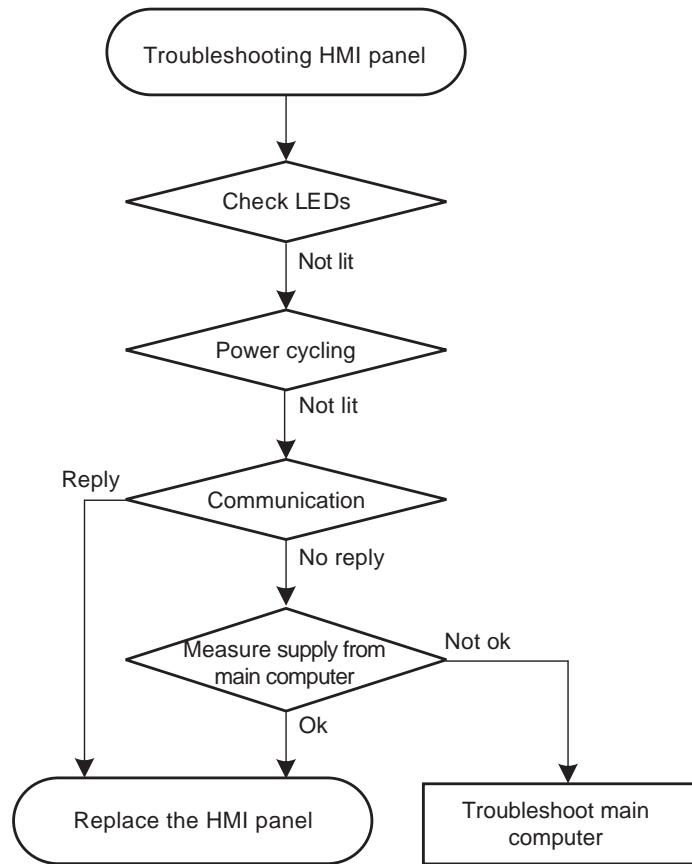 Troubleshooting HMI panel
Check LEDs
Not lit
Power cycling
Not lit
Reply
Communication
No reply
Measure supply from
main computer
Not ok
Ok
Replace the HMI panel
Troubleshoot main
computer